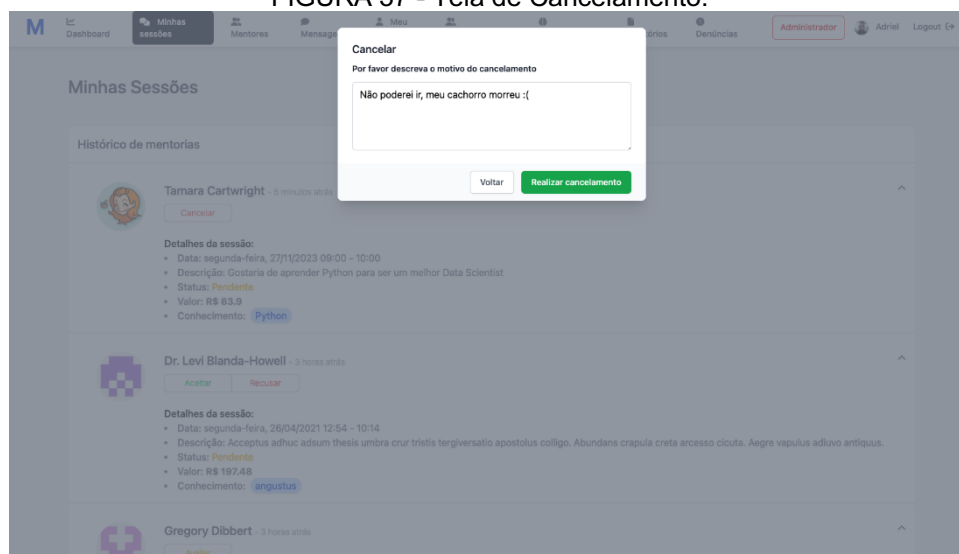 FIGURA 37 - Tela de Cancelamento.
M Dashboard Minhas sessões Mentores Mensage Meu tórios Denúncias Administrador Adriel Logout
Cancelar
Por favor descreva o motivo do cancelamento
Não poderei ir, meu cachorro morreu :(
Voltar Realizar cancelamento
Minhas Sessões
Histórico de mentorias
Tamara Cartwright - 5 minutos atrás
Cancelar
Detalhes da sessão:
• Data: segunda-feira, 27/11/2023 09:00 - 10:00
• Descrição: Gostaria de aprender Python para ser um melhor Data Scientist
• Status: Pendente
• Valor: R$ 63.9
• Conhecimento: Python
Dr. Levi Blanda-Howell - 3 horas atrás
Aceitar Recusar
Detalhes da sessão:
• Data: segunda-feira, 26/04/2021 12:54 - 10:14
• Descrição: Acceptus adhuc adsum thesis umbra crur tristis tergiversatio apostolus colligo. Abundans crapula creta arcesso cicuta. Aegre vapulus adiuvo antiquus.
• Status: Pendente
• Valor: R$ 197.48
• Conhecimento: angustus
Gregory Dibbert - 3 horas atrás